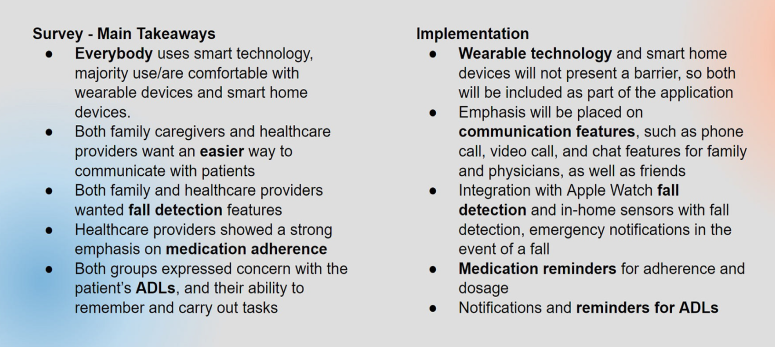 Survey - Main Takeaways
● Everybody uses smart technology,
majority use/are comfortable with
wearable devices and smart home
devices.
● Both family caregivers and healthcare
providers want an easier way to
communicate with patients
● Both family and healthcare providers
wanted fall detection features
● Healthcare providers showed a strong
emphasis on medication adherence
● Both groups expressed concern with the
patient's ADLs, and their ability to
remember and carry out tasks
Implementation
● Wearable technology and smart home
devices will not present a barrier, so both
will be included as part of the application
● Emphasis will be placed on
communication features, such as phone
call, video call, and chat features for family
and physicians, as well as friends
● Integration with Apple Watch fall
detection and in-home sensors with fall
detection, emergency notifications in the
event of a fall
● Medication reminders for adherence and
dosage
● Notifications and reminders for ADLs